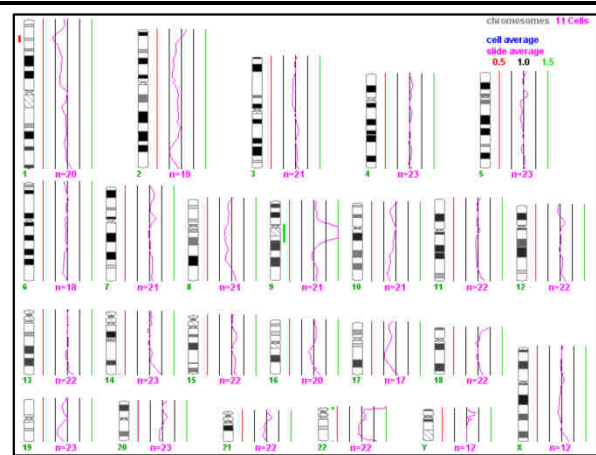 chromosomes 11 Cells
cell average
slide average
0.5 1.0 1.5
1 n=20
2 n=19
3 n=21
4 n=23
5 n=23
6 n=18
7 n=21
8 n=21
9 n=21
10 n=21
11 n=22
12 n=22
13 n=22
14 n=23
15 n=22
16 n=20
17 n=17
18 n=22
19 n=23
20 n=23
21 n=22
22 n=22
Y n=12
X n=12